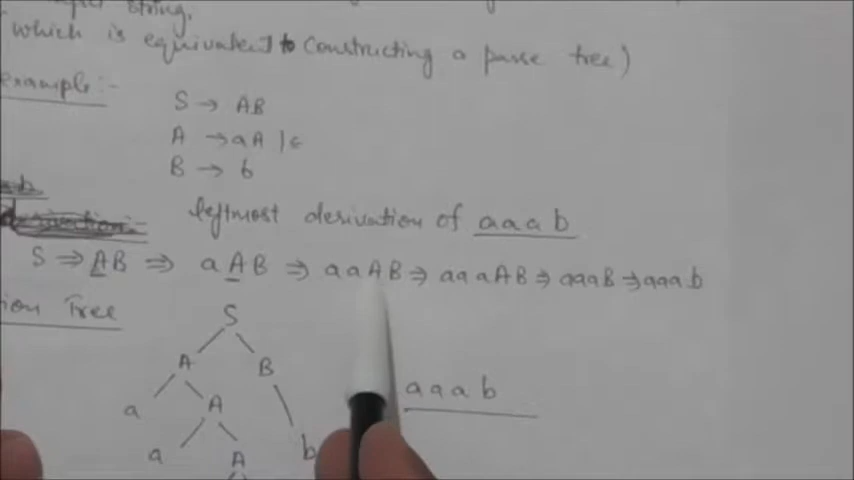 string.
which is equivalent to constructing a parse tree)
example:-
S → AB
A → aA | ε
B → b
leftmost derivation of aaab
S ⇒ AB ⇒ aAB ⇒ aaAB ⇒ aaaAB ⇒ aaaB ⇒ aaab
Tree
S
A B
a A
aaab
a A b